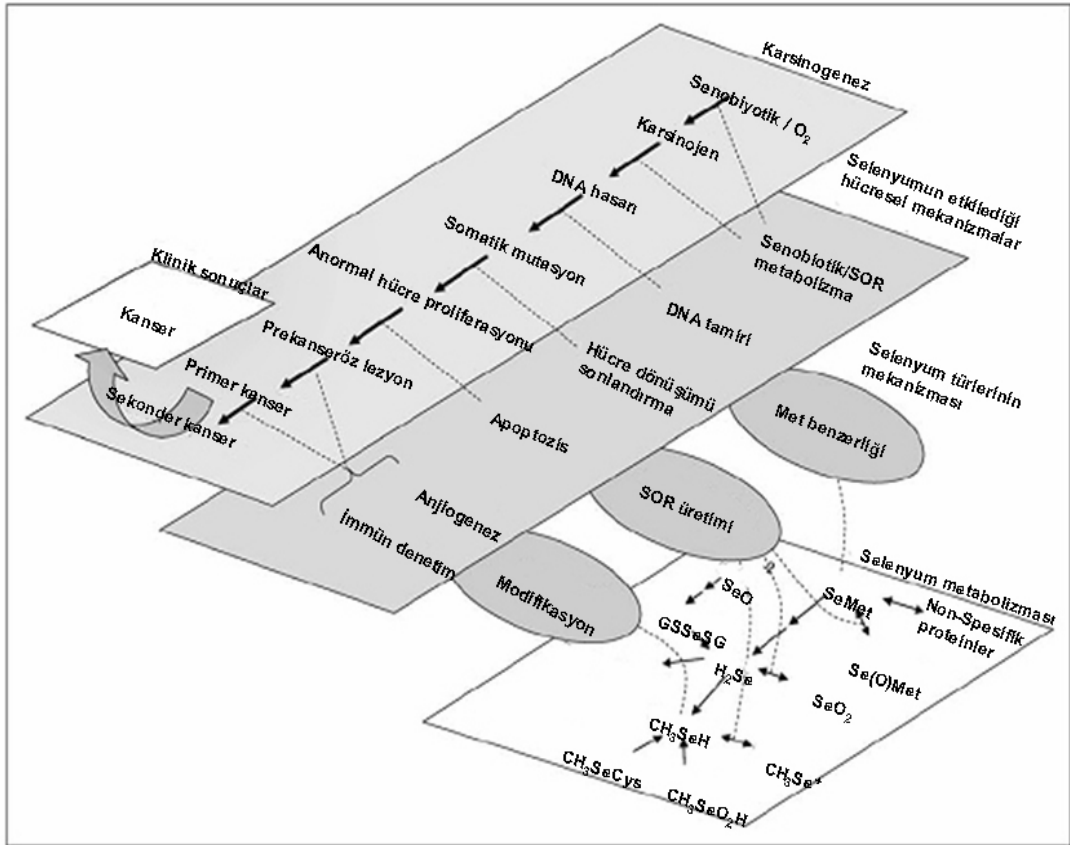 Karsinogenez
Senobiyotik / O₂
Karsinojen
DNA hasarı
Somatik mutasyon
Anormal hücre proliferasyonu
Prekanseröz lezyon
Primer kanser
Sekonder kanser
Klinik sonuçlar
Kanser
Selenyumun etkilediği
hücresel mekanizmalar
Senobiotik/SOR
metabolizma
DNA tamiri
Hücre dönüşümü
sonlandırma
Apoptozis
Anjiogenez
İmmün denetim
Selenyum türlerinin
mekanizması
Met benzerliği
SOR üretimi
Modifikasyon
Selenyum metabolizması
?
SeO
SeMet
Non-Spesifik
proteinler
GSSeSG
H₂Se
Se(O)Met
SeO₂
CH₃SeH
CH₃SeCys
CH₃SeO₂H
CH₃Se⁺